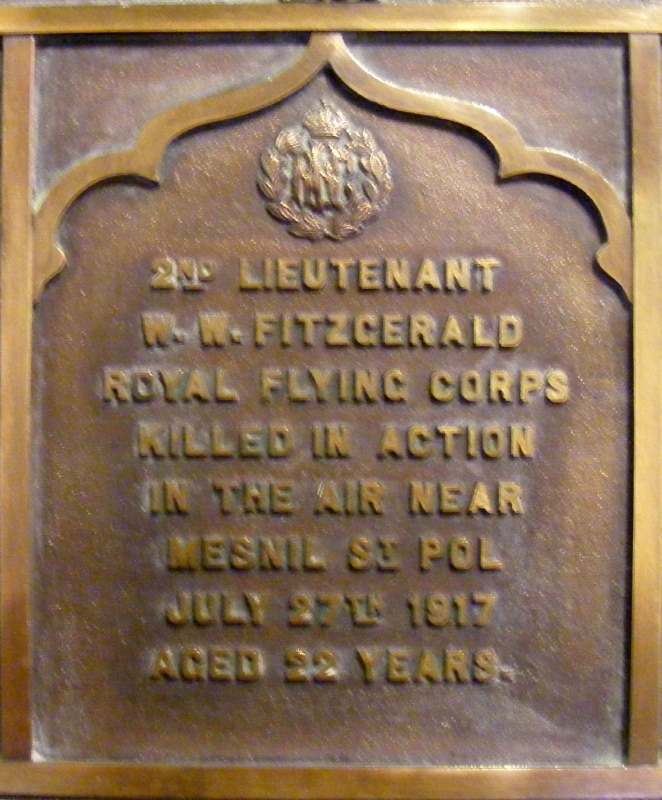 RFC
2ND LIEUTENANT
W. W. FITZGERALD
ROYAL FLYING CORPS
KILLED IN ACTION
IN THE AIR NEAR
MESNIL ST POL
JULY 27TH 1917
AGED 22 YEARS.